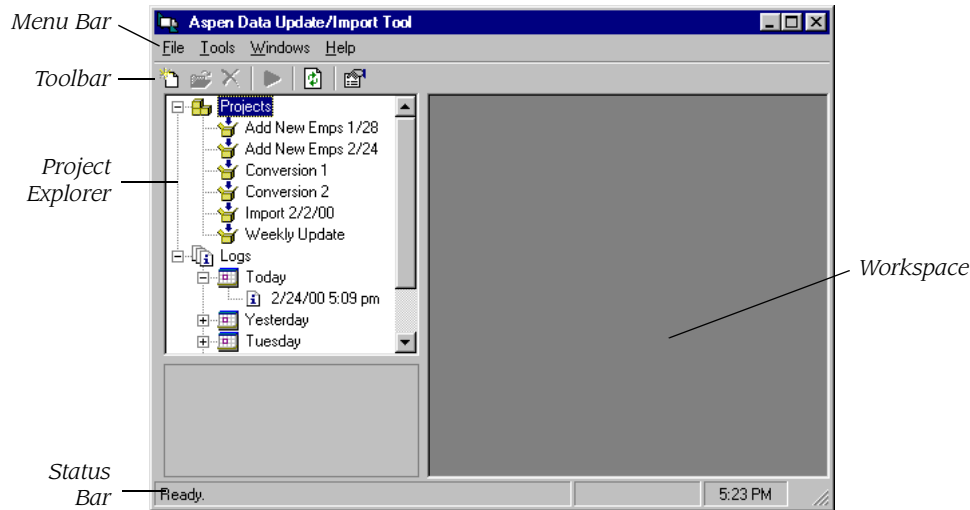 Menu Bar
Toolbar
Project
Explorer
Status
Bar
Aspen Data Update/Import Tool
File Tools Windows Help
Projects
Add New Emps 1/28
Add New Emps 2/24
Conversion 1
Conversion 2
Import 2/2/00
Weekly Update
Logs
Today
2/24/00 5:09 pm
Yesterday
Tuesday
Ready.
5:23 PM
Workspace